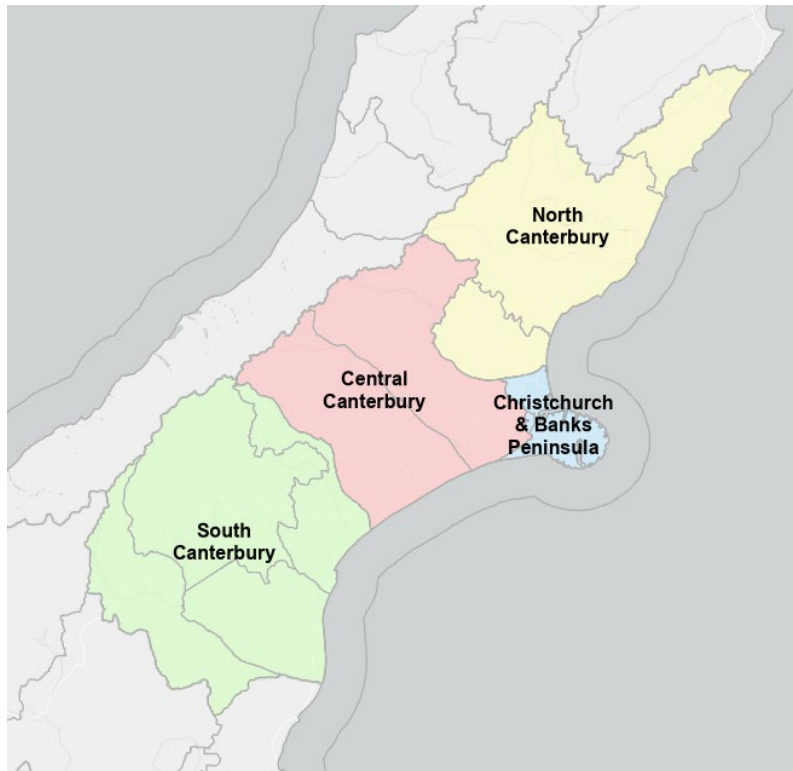 North
Canterbury
Central
Canterbury
Christchurch
& Banks
Peninsula
South
Canterbury